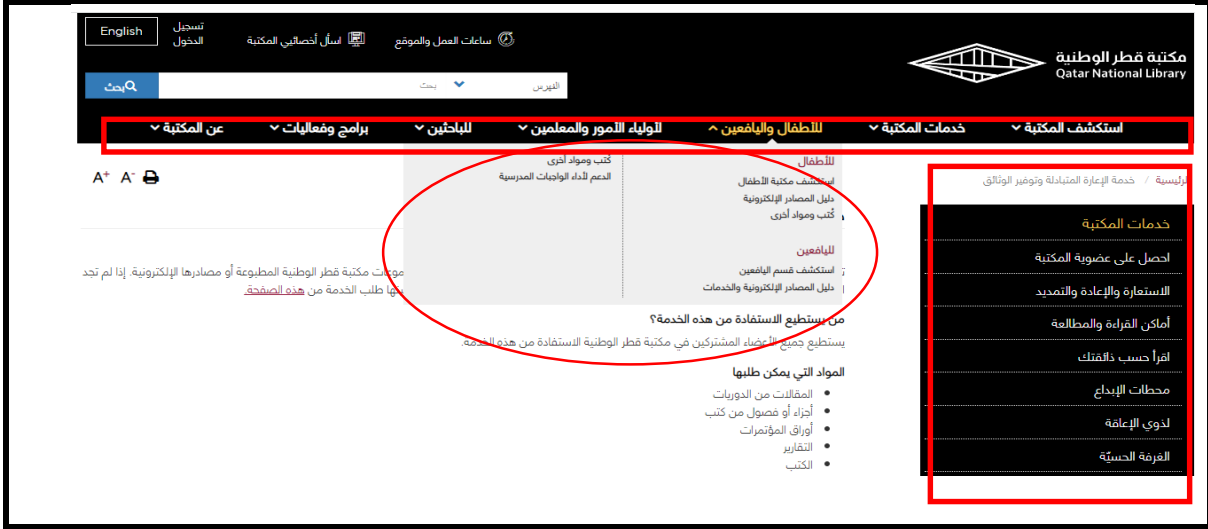 English
تسجيل
الدخول
اسأل أخصائيي المكتبة
ساعات العمل والموقع
مكتبة قطر الوطنية
Qatar National Library
الفهرس
بحث
بحث
استكشف المكتبة
خدمات المكتبة
للأطفال واليافعين
لأولياء الأمور والمعلمين
للباحثين
برامج وفعاليات
عن المكتبة
للأطفال
استكشف مكتبة الأطفال
دليل المصادر الإلكترونية
كُتب ومواد أخرى
لليافعين
استكشف قسم اليافعين
دليل المصادر الإلكترونية والخدمات
كُتب ومواد أخرى
الدعم لأداء الواجبات المدرسية
A+ A-
الرئيسية / خدمة الإعارة المتبادلة وتوفير الوثائق
خدمات المكتبة
احصل على عضوية المكتبة
الاستعارة والإعادة والتمديد
أماكن القراءة والمطالعة
اقرأ حسب ذائقتك
محطات الإبداع
لذوي الإعاقة
الغرفة الحسيّة
مكتبة قطر الوطنية المطبوعة أو مصادرها الإلكترونية. إذا لم تجد
طلب الخدمة من هذه الصفحة.
من يستطيع الاستفادة من هذه الخدمة؟
يستطيع جميع الأعضاء المشتركين في مكتبة قطر الوطنية الاستفادة من هذه الخدمة.
المواد التي يمكن طلبها
المقالات من الدوريات
أجزاء أو فصول من كتب
أوراق المؤتمرات
التقارير
الكتب